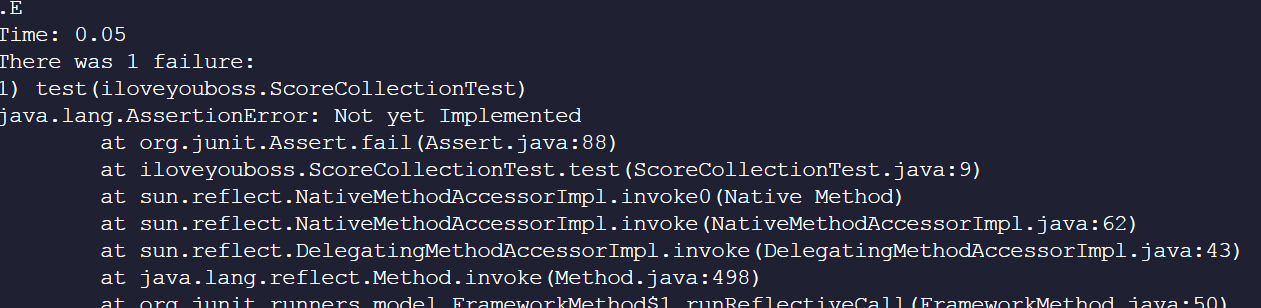 .E
Time: 0.05
There was 1 failure:
1) test(iloveyouboss.ScoreCollectionTest)
java.lang.AssertionError: Not yet Implemented
at org.junit.Assert.fail(Assert.java:88)
at iloveyouboss.ScoreCollectionTest.test(ScoreCollectionTest.java:9)
at sun.reflect.NativeMethodAccessorImpl.invoke0(Native Method)
at sun.reflect.NativeMethodAccessorImpl.invoke(NativeMethodAccessorImpl.java:62)
at sun.reflect.DelegatingMethodAccessorImpl.invoke(DelegatingMethodAccessorImpl.java:43)
at java.lang.reflect.Method.invoke(Method.java:498)
at org.junit.runners.model.FrameworkMethod$1.runReflectiveCall(FrameworkMethod.java:50)